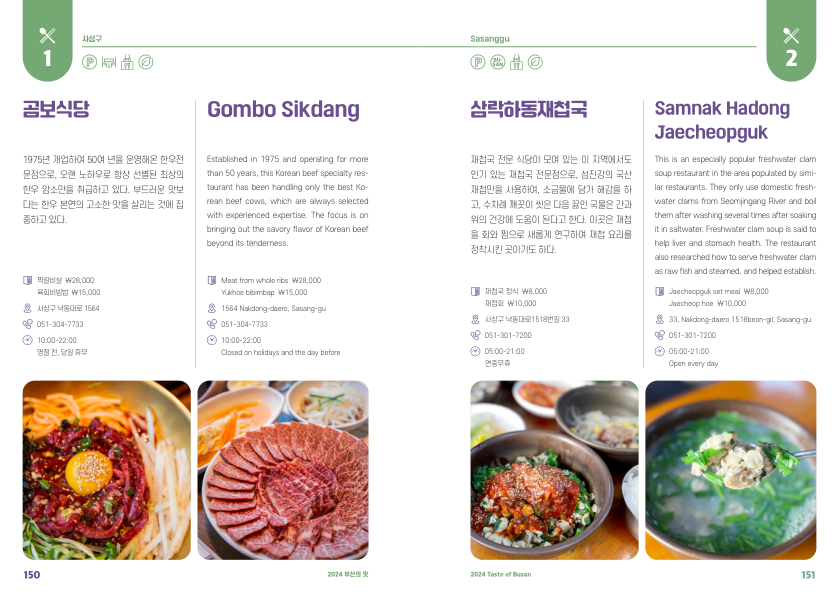 1
사상구
곰보식당
1975년 개업하여 50여 년을 운영해온 한우전
문점으로, 오랜 노하우로 항상 선별된 최상의
한우 암소만을 취급하고 있다. 부드러운 맛보
다는 한우 본연의 고소한 맛을 살리는 것에 집
중하고 있다.
떡갈비살 ₩28,000
육회비빔밥 ₩15,000
사상구 낙동대로 1564
051-304-7733
10:00-22:00
명절 전, 당일 휴무
Gombo Sikdang
Established in 1975 and operating for more
than 50 years, this Korean beef specialty res-
taurant has been handling only the best Ko-
rean beef cows, which are always selected
with experienced expertise. The focus is on
bringing out the savory flavor of Korean beef
beyond its tenderness.
Meat from whole ribs ₩28,000
Yukhoe bibimbap ₩15,000
1564 Nakdong-daero, Sasang-gu
051-304-7733
10:00-22:00
Closed on holidays and the day before
150
2024 부산의 맛
Sasanggu
2
BU-
SAN
삼락하동재첩국
재첩국 전문 식당이 모여 있는 이 지역에서도
인기 있는 재첩국 전문점으로, 섬진강의 국산
재첩만을 사용하여, 소금물에 담가 해감을 하
고, 수차례 깨끗이 씻은 다음 끓인 국물은 간과
위의 건강에 도움이 된다고 한다. 이곳은 재첩
을 회와 찜으로 새롭게 연구하여 재첩 요리를
정착시킨 곳이기도 하다.
재첩국 정식 ₩8,000
재첩회 ₩10,000
사상구 낙동대로1518번길 33
051-301-7200
05:00-21:00
연중무휴
Samnak Hadong
Jaecheopguk
This is an especially popular freshwater clam
soup restaurant in the area populated by simi-
lar restaurants. They only use domestic fresh-
water clams from Seomjingang River and boil
them after washing several times after soaking
it in saltwater. Freshwater clam soup is said to
help liver and stomach health. The restaurant
also researched how to serve freshwater clam
as raw fish and steamed, and helped establish.
Jaecheopguk set meal ₩8,000
Jaecheop hoe ₩10,000
33, Nakdong-daero 1518beon-gil, Sasang-gu
051-301-7200
05:00-21:00
Open every day
2024 Taste of Busan
151